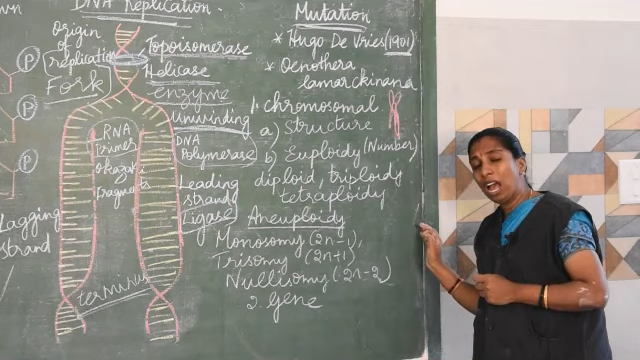 DNA Replication.
Origin
of
replication
Fork
Topoisomerase
Helicase
enzyme
unwinding
DNA
Polymerase
Leading
strand
Ligase
RNA
Primer
Okazaki
fragments
Lagging
strand
terminus
P
P
P
Mutation
* Hugo De Vries (1901)
* Oenothera
lamarckinana
1. chromosomal
a) Structure
b) Euploidy (Number)
diploid, triploidy
tetraploidy
Aneuploidy
Monosomy (2n-1),
Trisomy (2n+1)
Nullisomy (2n-2)
2. Gene